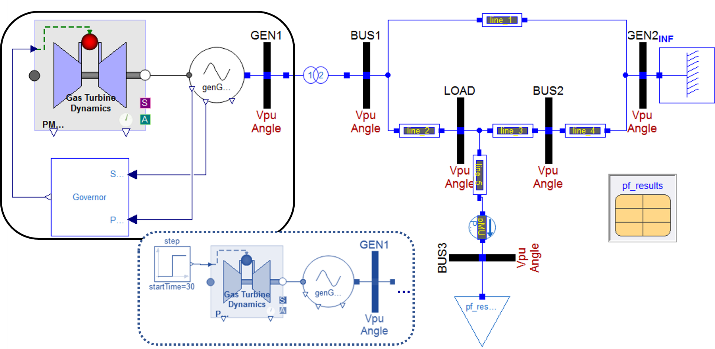 GEN1
BUS1
line_1
GEN2
INF
1
2
genG...
Gas Turbine
Dynamics
PM...
S
A
Vpu
Angle
Vpu
Angle
LOAD
BUS2
Vpu
Angle
line_2
line_3
line_4
Vpu
Angle
Vpu
Angle
S...
Governor
P...
pf_results
step
startTime=30
Gas Turbine
Dynamics
P...
S
A
genG...
GEN1
Vpu
Angle
...
BUS3
Vpu
Angle
pf_res...